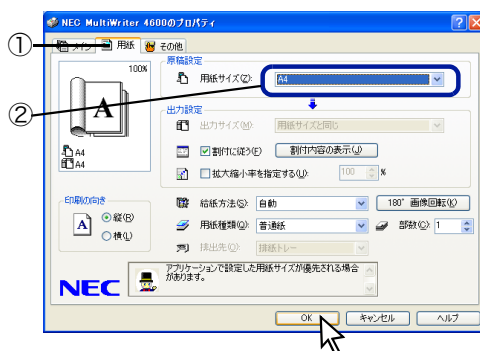 NEC MultiWriter 4600のプロパティ
① メイン 用紙 その他
100%
A
A4
A4
原稿設定
② 用紙サイズ(Z): A4
出力設定
出力サイズ(M): 用紙サイズと同じ
割付に従う(F) 割付内容の表示(J)
拡大縮小率を指定する(U): 100 %
印刷の向き
A 縦(R)
横(L)
給紙方法(S): 自動 180° 画像回転(K)
用紙種類(Q): 普通紙 部数(C): 1
排出先(O): 排紙トレー
NEC
アプリケーションで設定した用紙サイズが優先される場合
があります。
OK キャンセル ヘルプ